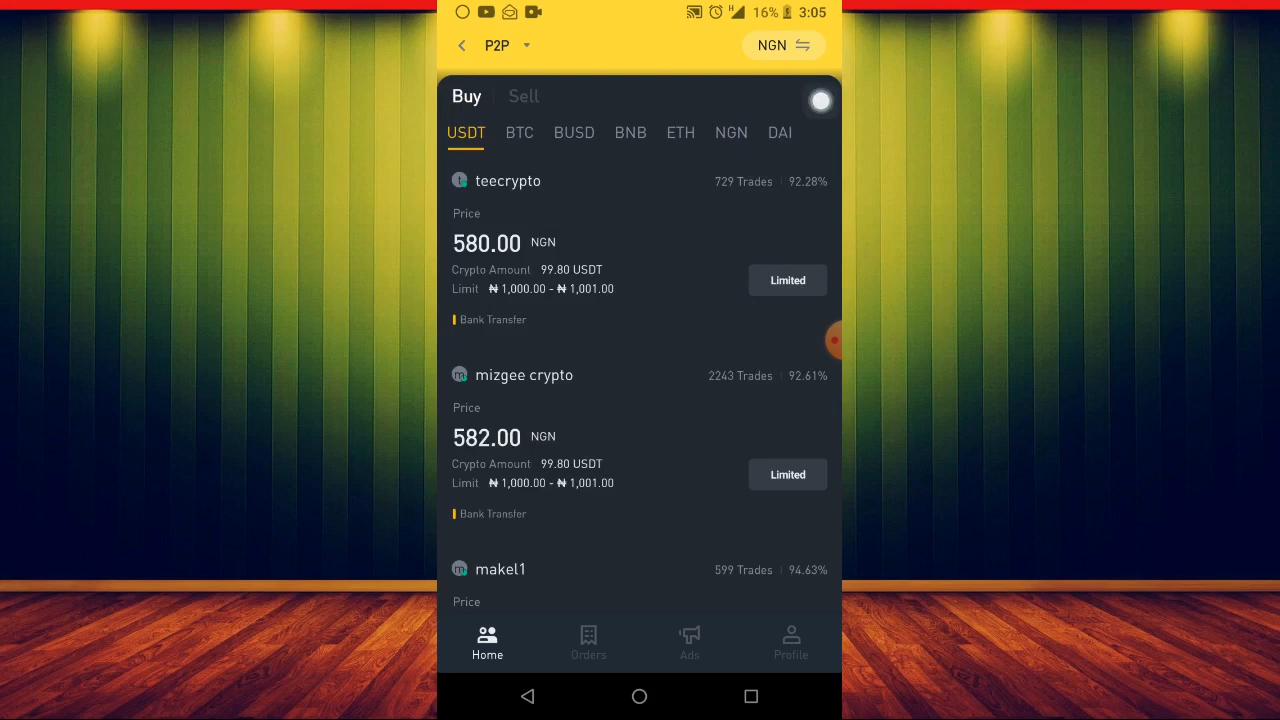 H 16% 3:05
P2P NGN
Buy Sell
USDT BTC BUSD BNB ETH NGN DAI
t teecrypto 729 Trades 92.28%
Price
580.00 NGN
Crypto Amount 99.80 USDT
Limited
Limit ₦ 1,000.00 - ₦ 1,001.00
Bank Transfer
m mizgee crypto 2243 Trades 92.61%
Price
582.00 NGN
Crypto Amount 99.80 USDT
Limited
Limit ₦ 1,000.00 - ₦ 1,001.00
Bank Transfer
m makel1 599 Trades 94.63%
Price
Home Orders Ads Profile